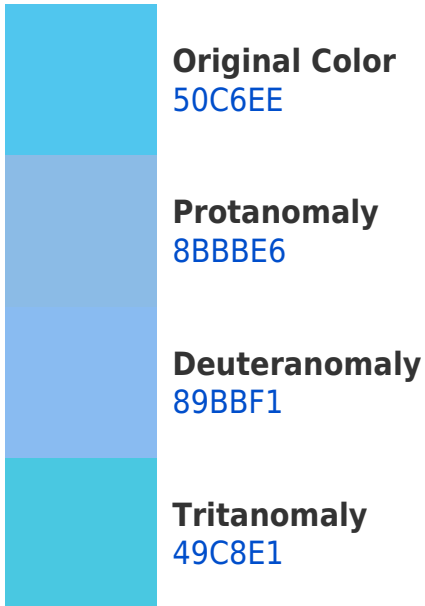 Original Color
50C6EE
Protanomaly
8BBBE6
Deuteranomaly
89BBF1
Tritanomaly
49C8E1